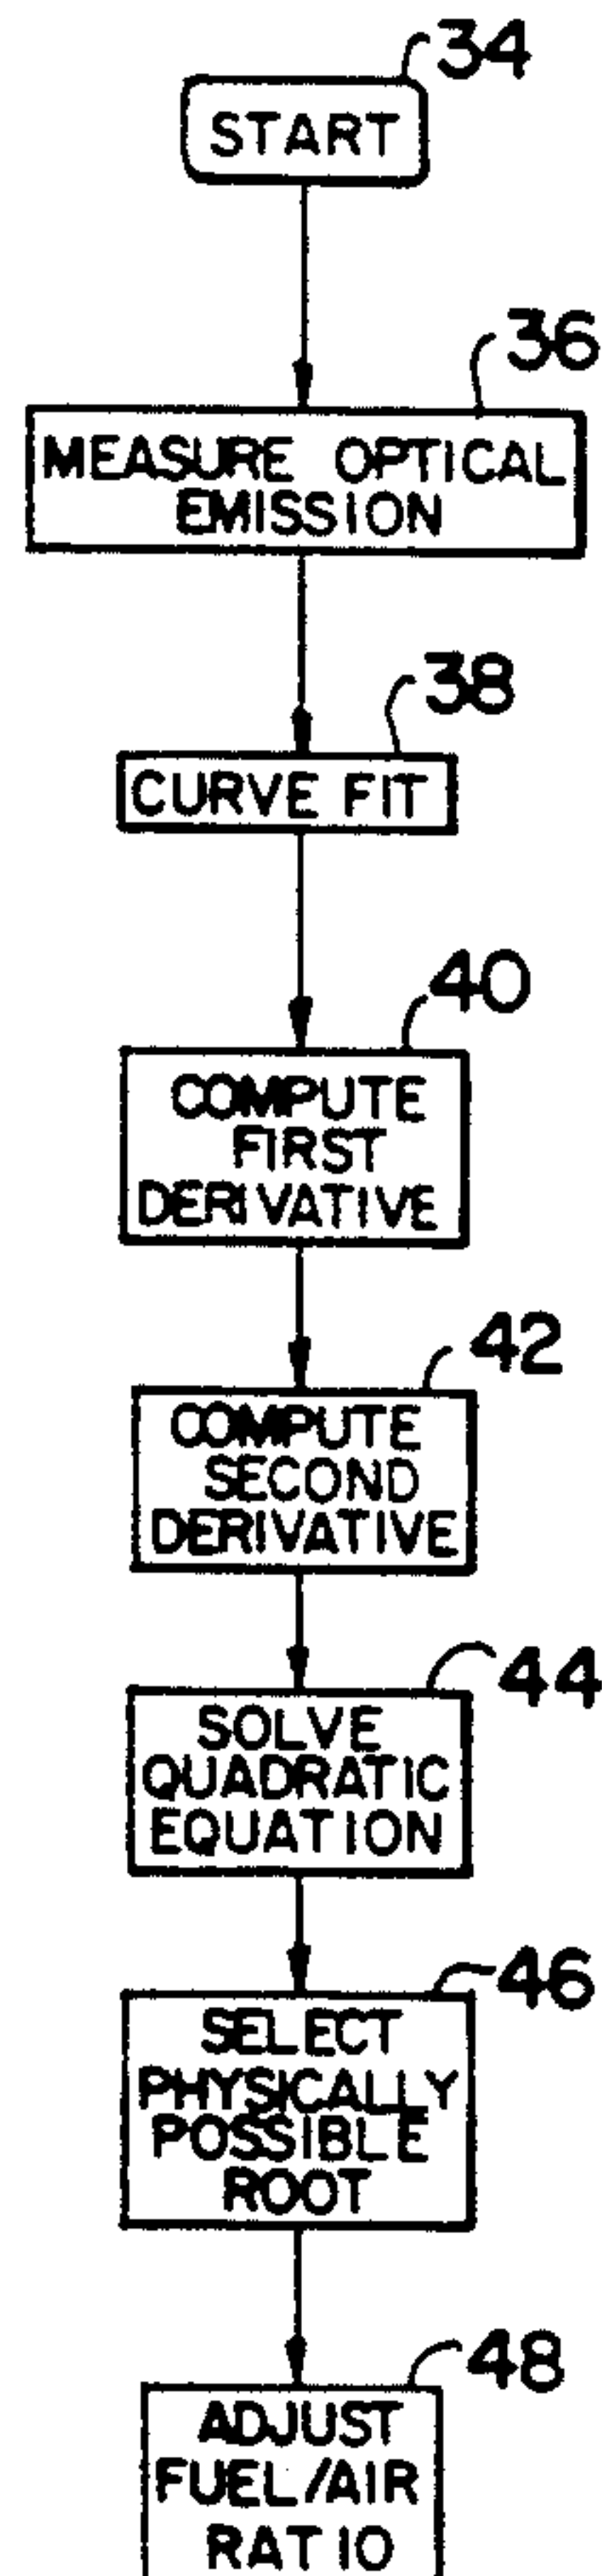 34
START
36
MEASURE OPTICAL
EMISSION
38
CURVE FIT
40
COMPUTE
FIRST
DERIVATIVE
42
COMPUTE
SECOND
DERIVATIVE
44
SOLVE
QUADRATIC
EQUATION
46
SELECT
PHYSICALLY
POSSIBLE
ROOT
48
ADJUST
FUEL/AIR
RATIO